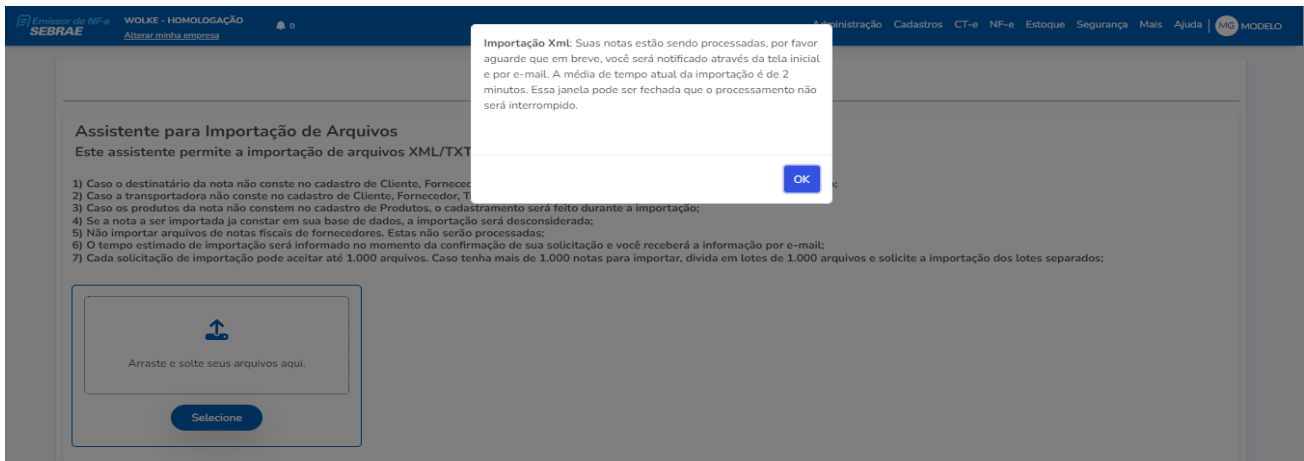 Emissor de NF-e
SEBRAE
WOLKE - HOMOLOGAÇÃO
Alterar minha empresa
0
Administração Cadastros CT-e NF-e Estoque Segurança Mais Ajuda | MG MODELO
Importação Xml: Suas notas estão sendo processadas, por favor
aguarde que em breve, você será notificado através da tela inicial
e por e-mail. A média de tempo atual da importação é de 2
minutos. Essa janela pode ser fechada que o processamento não
será interrompido.
OK
Assistente para Importação de Arquivos
Este assistente permite a importação de arquivos XML/TXT
1) Caso o destinatário da nota não conste no cadastro de Cliente,
2) Caso a transportadora não conste no cadastro de Cliente, Fornecedor,
3) Caso os produtos da nota não constem no cadastro de Produtos, o cadastramento será feito durante a importação;
4) Se a nota a ser importada ja constar em sua base de dados, a importação será desconsiderada;
5) Não importar arquivos de notas fiscais de fornecedores. Estas não serão processadas;
6) O tempo estimado de importação será informado no momento da confirmação de sua solicitação e você receberá a informação por e-mail;
7) Cada solicitação de importação pode aceitar até 1.000 arquivos. Caso tenha mais de 1.000 notas para importar, divida em lotes de 1.000 arquivos e solicite a importação dos lotes separados;
Arraste e solte seus arquivos aqui.
Selecione